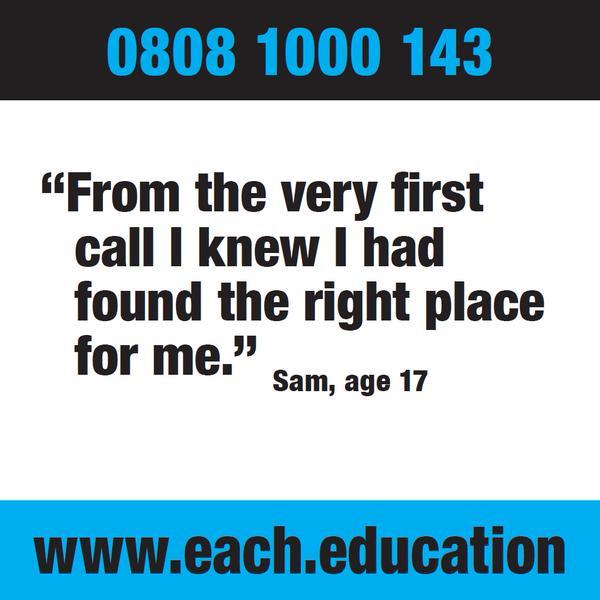 0808 1000 143
“From the very first
call I knew I had
found the right place
for me.” Sam, age 17
www.each.education